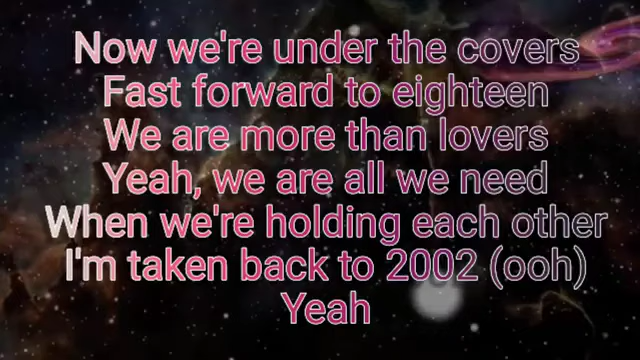 Now we're under the covers
Fast forward to eighteen
We are more than lovers
Yeah, we are all we need
When we're holding each other
I'm taken back to 2002 (ooh)
Yeah